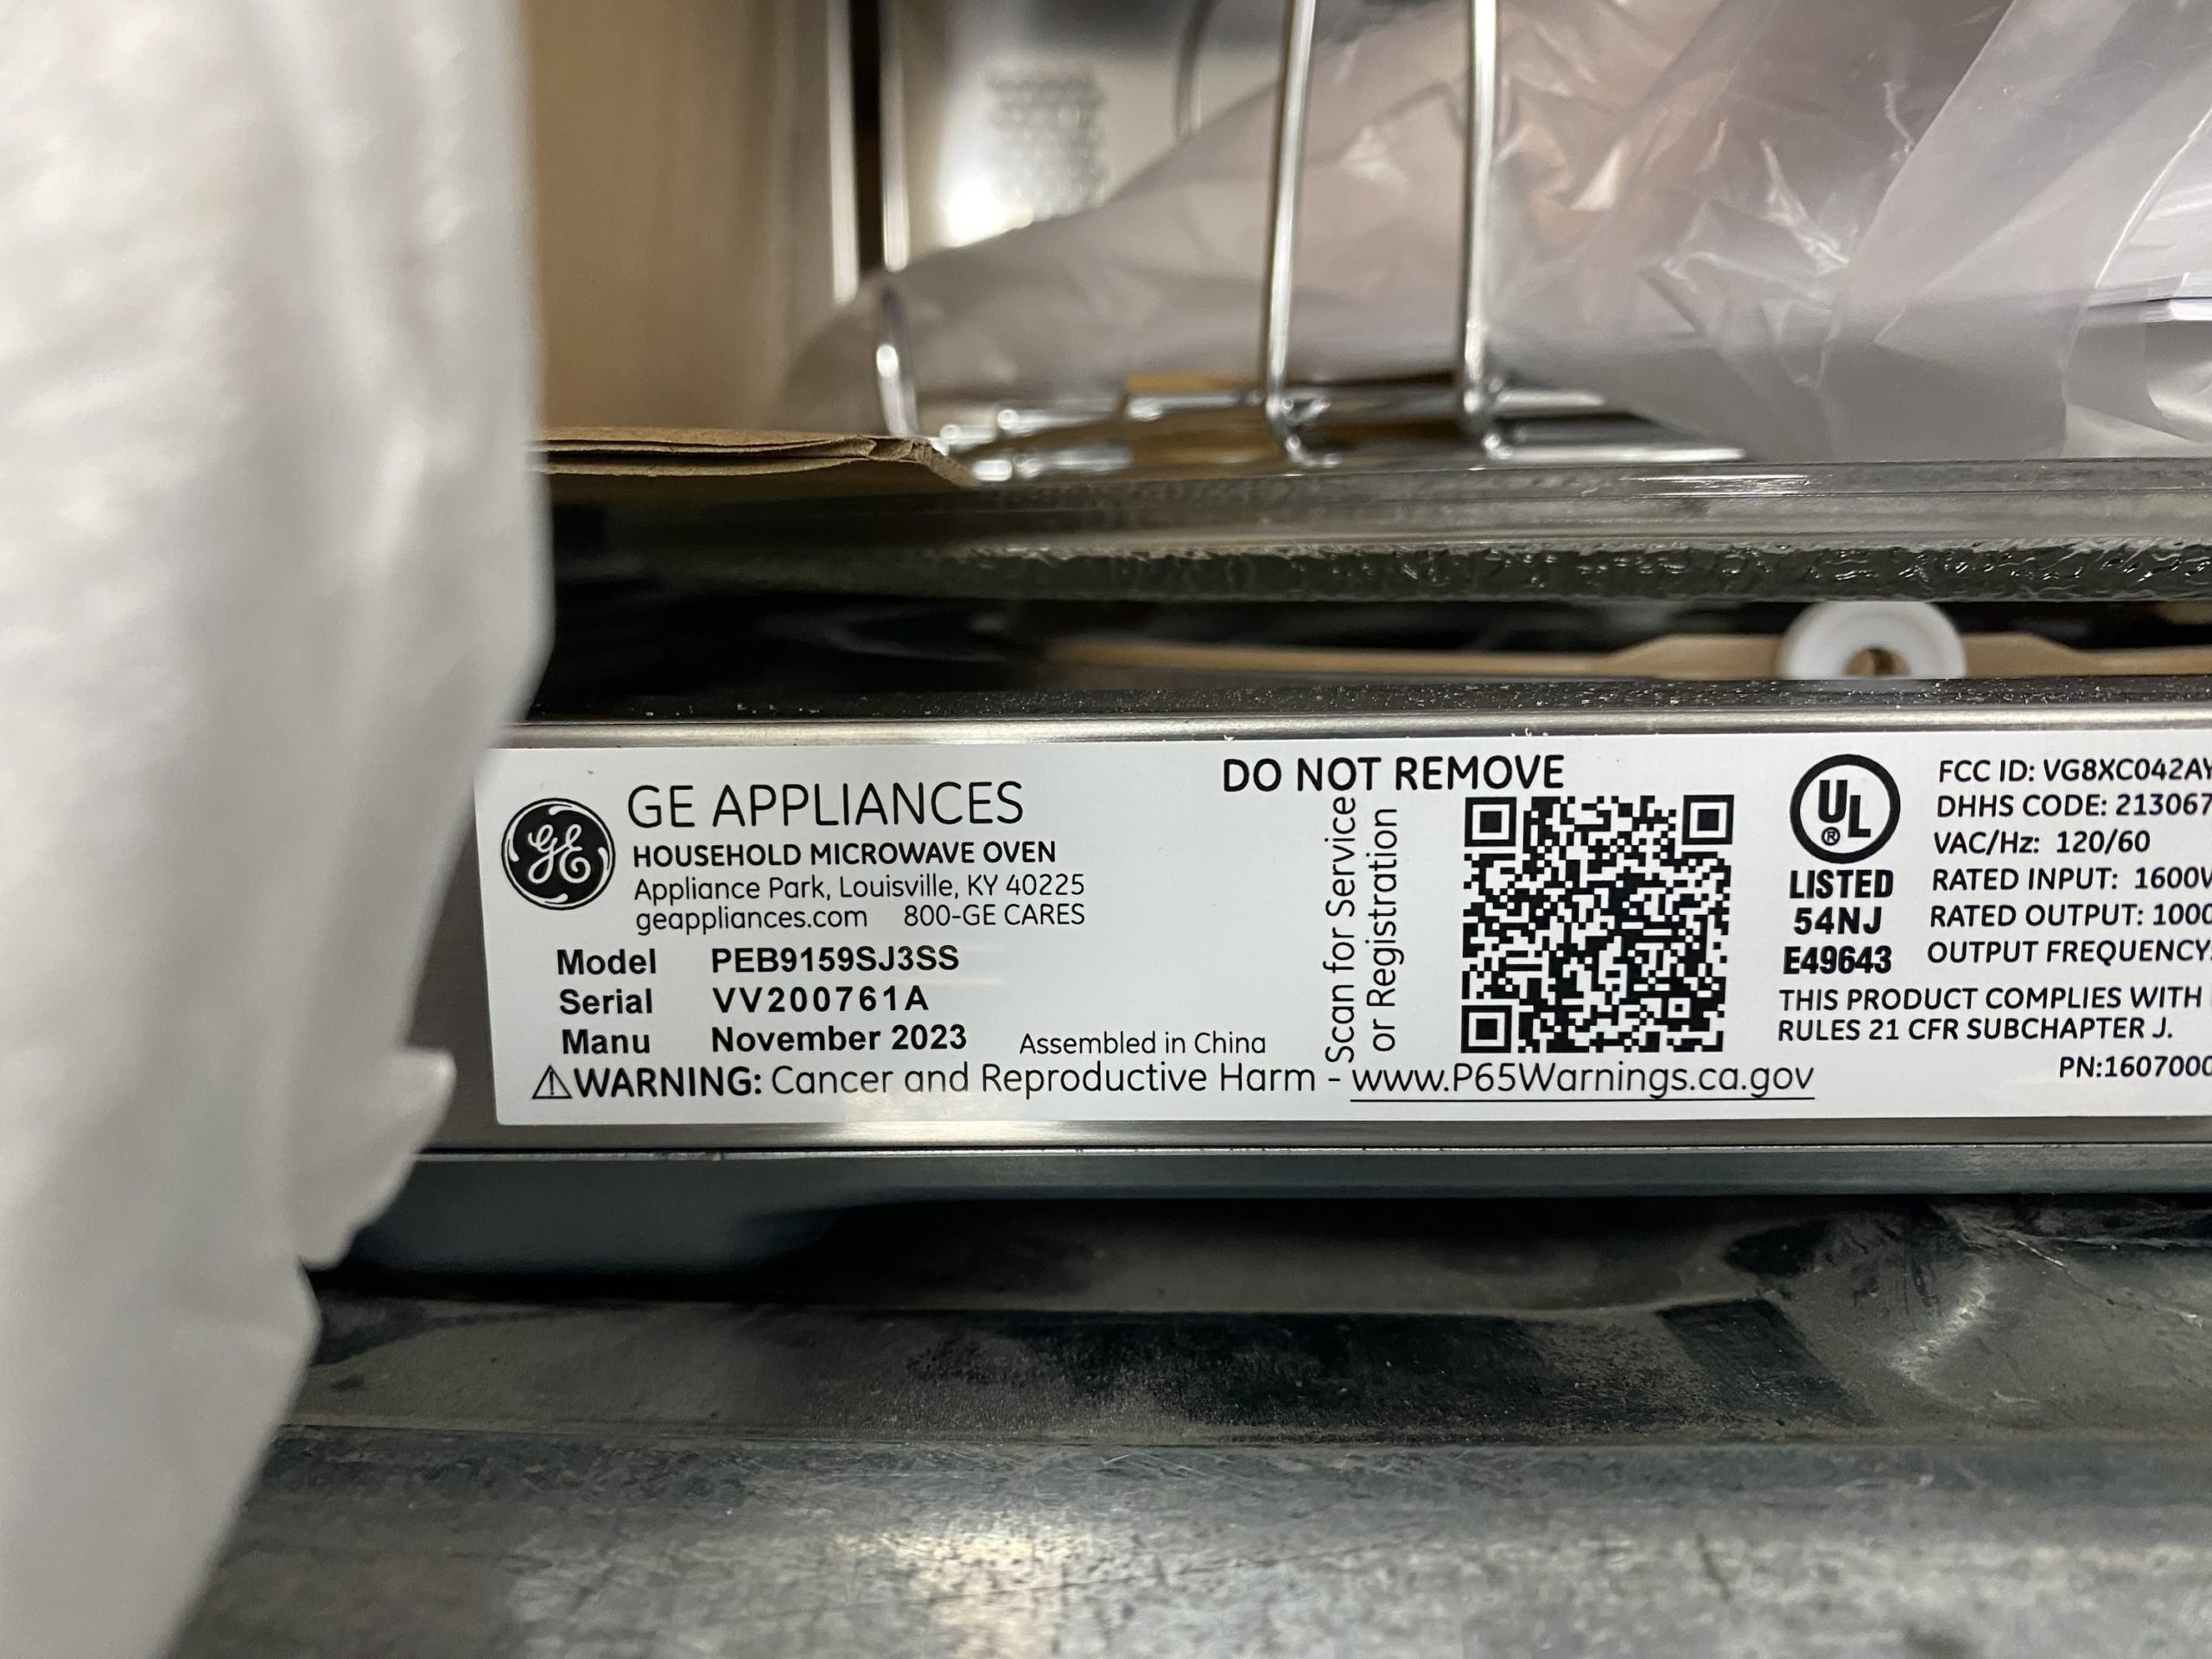 DO NOT REMOVE
GE
GE APPLIANCES
HOUSEHOLD MICROWAVE OVEN
Appliance Park, Louisville, KY 40225
geappliances.com 800-GE CARES
Model PEB9159SJ3SS
Serial VV200761A
Manu November 2023 Assembled in China
⚠WARNING: Cancer and Reproductive Harm - www.P65Warnings.ca.gov
Scan for Service
or Registration
UL
®
LISTED
54NJ
E49643
FCC ID: VG8XC042AY
DHHS CODE: 213067
VAC/Hz: 120/60
RATED INPUT: 1600W
RATED OUTPUT: 1000
OUTPUT FREQUENCY:
THIS PRODUCT COMPLIES WITH
RULES 21 CFR SUBCHAPTER J.
PN:1607000